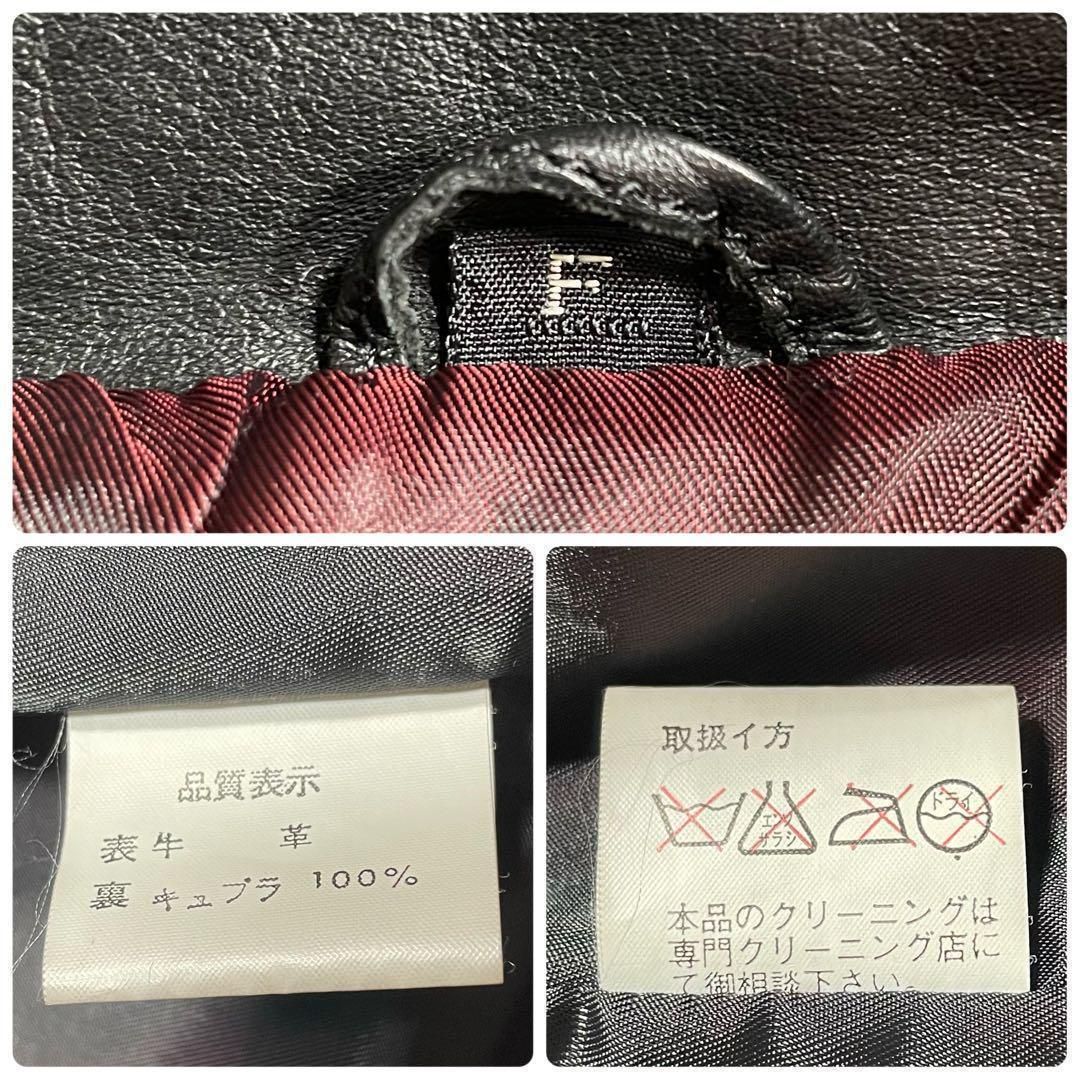 F
品質表示
表 牛 革
裏 キュプラ 100%
取扱イ方
エンソ
サラシ
ドライ
本品のクリーニングは
専門クリーニング店に
て御相談下さい。